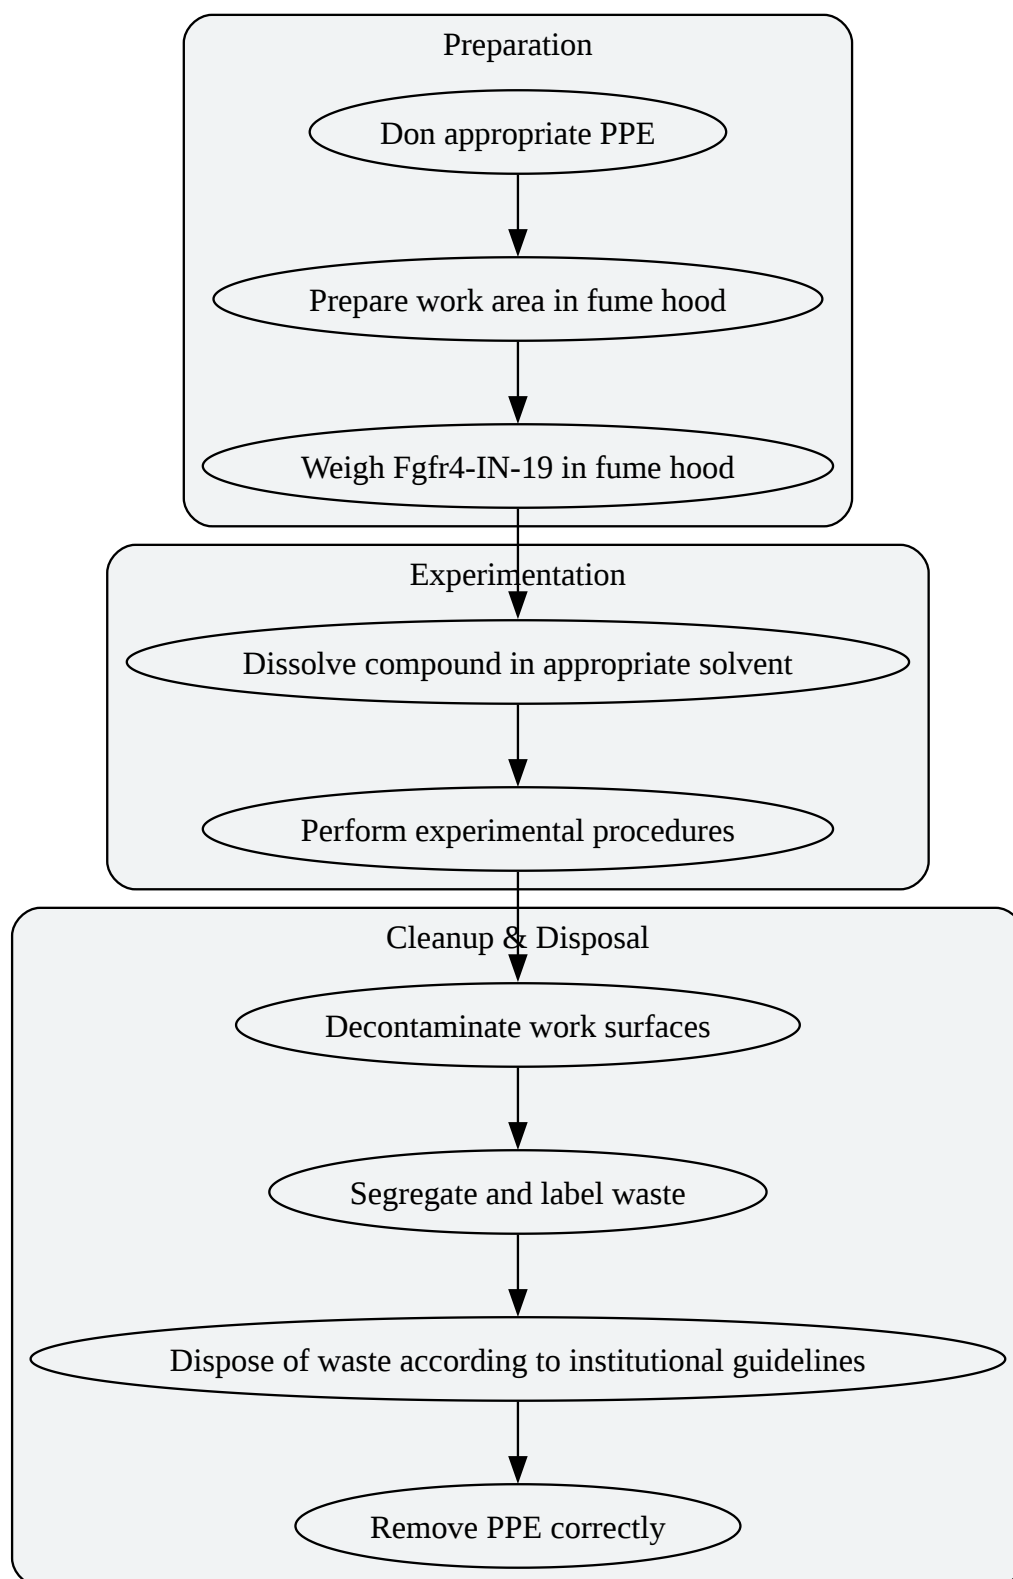 Preparation
Don appropriate PPE
Prepare work area in fume hood
Weigh Fgfr4-IN-19 in fume hood
Experimentation
Dissolve compound in appropriate solvent
Perform experimental procedures
Cleanup & Disposal
Decontaminate work surfaces
Segregate and label waste
Dispose of waste according to institutional guidelines
Remove PPE correctly